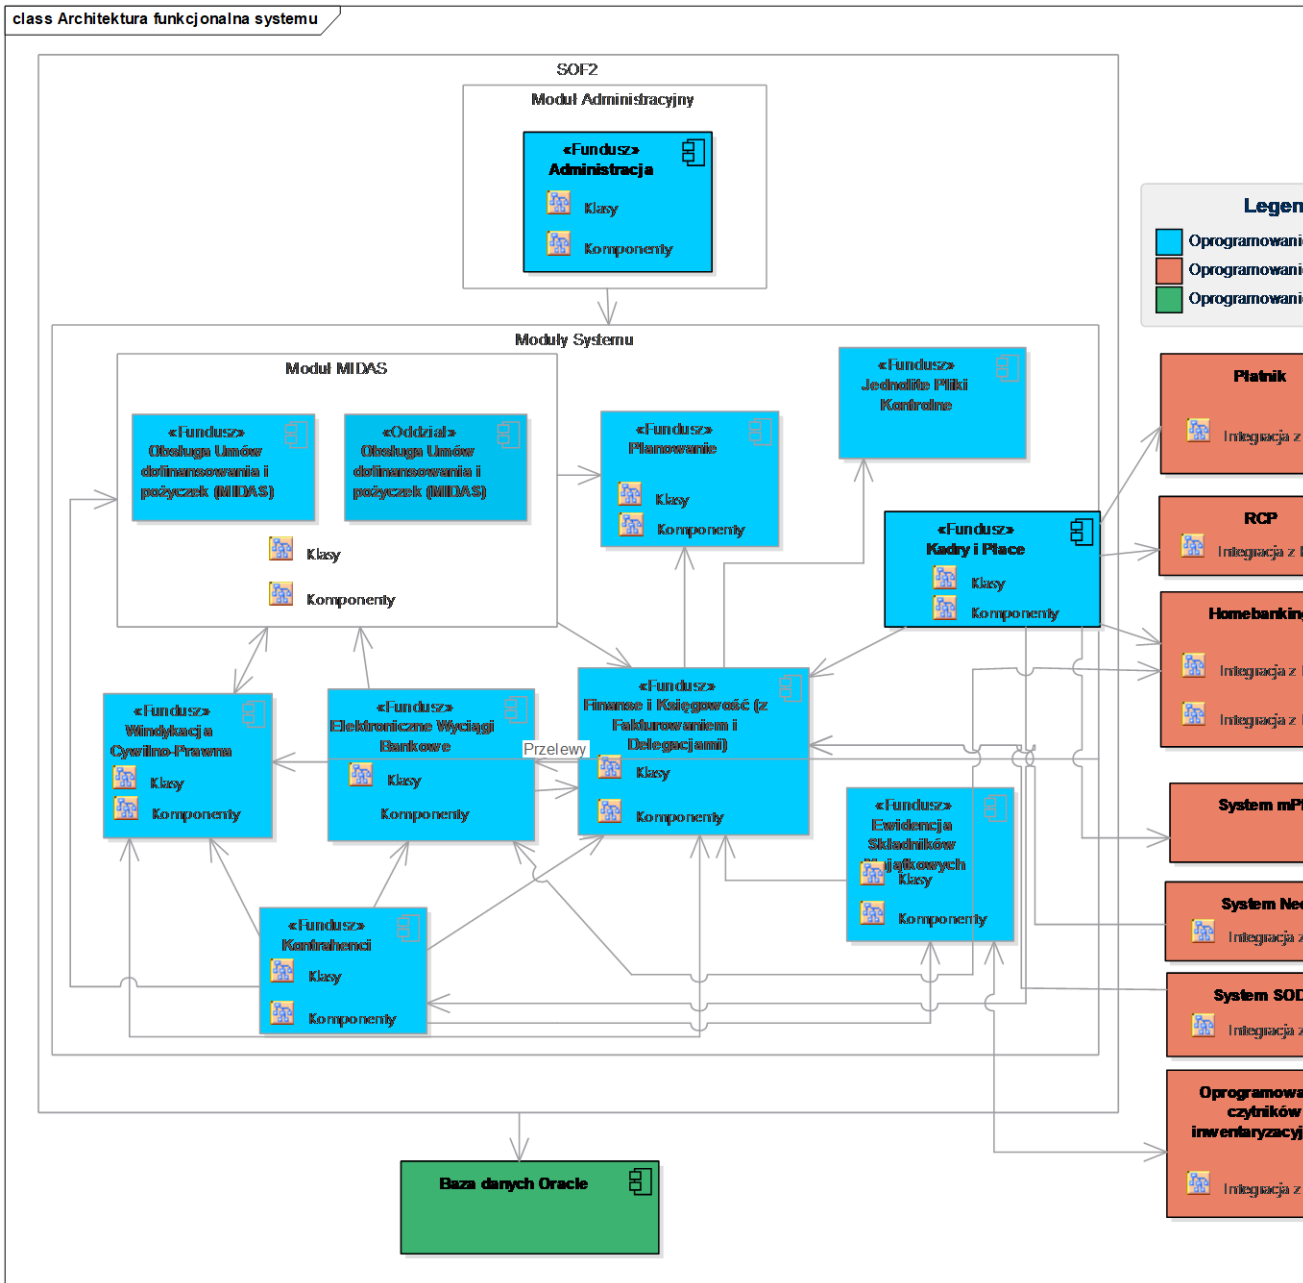 class Architektura funkcjonalna systemu
SOF2
Moduł Administracyjny
«Fundusz»
Administracja
Klasy
Komponenty
Legen
Oprogramowani
Oprogramowani
Oprogramowani
Moduły Systemu
Moduł MIDAS
«Fundusz»
Obsługa Umów
dofinansowania i
pożyczek (MIDAS)
«Oddział»
Obsługa Umów
dofinansowania i
pożyczek (MIDAS)
Klasy
Komponenty
«Fundusz»
Planowanie
Klasy
Komponenty
«Fundusz»
Jednolite Pliki
Kontrolne
«Fundusz»
Kadry i Płace
Klasy
Komponenty
Płatnik
Integracja z
RCP
Integracja z
Homebanking
Integracja z
Integracja z
«Fundusz»
Windykacja
Cywilno-Prawna
Klasy
Komponenty
«Fundusz»
Elektroniczne Wyciągi
Bankowe
Klasy
Komponenty
Przelewy
«Fundusz»
Finanse i Księgowość (z
Fakturowaniem i
Delegacjami)
Klasy
Komponenty
«Fundusz»
Ewidencja
Składników
Majątkowych
Klasy
Komponenty
System mP
System Ne
Integracja z
System SOD
Integracja z
«Fundusz»
Kontrahenci
Klasy
Komponenty
Oprogramowa
czytników
inwentaryzacyj
Integracja z
Baza danych Oracle